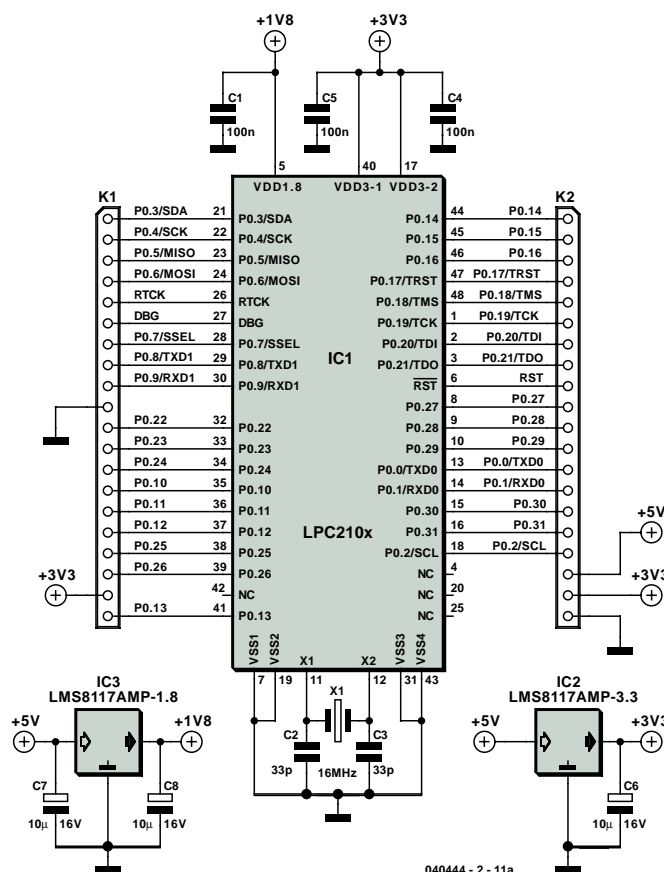 +1V8
+3V3
C1
100n
C5
100n
C4
100n
5
40
17
VDD1.8
VDD3-1
VDD3-2
K1
K2
P0.3/SDA 21 P0.3/SDA
P0.4/SCK 22 P0.4/SCK
P0.5/MISO 23 P0.5/MISO
P0.6/MOSI 24 P0.6/MOSI
RTCK 26 RTCK
DBG 27 DBG
P0.7/SSEL 28 P0.7/SSEL
P0.8/TXD1 29 P0.8/TXD1
P0.9/RXD1 30 P0.9/RXD1
P0.22 32 P0.22
P0.23 33 P0.23
P0.24 34 P0.24
P0.10 35 P0.10
P0.11 36 P0.11
P0.12 37 P0.12
P0.25 38 P0.25
P0.26 39 P0.26
+3V3
42 NC
P0.13 41 P0.13
IC1
LPC210x
P0.14 44 P0.14
P0.15 45 P0.15
P0.16 46 P0.16
P0.17/TRST 47 P0.17/TRST
P0.18/TMS 48 P0.18/TMS
P0.19/TCK 1 P0.19/TCK
P0.20/TDI 2 P0.20/TDI
P0.21/TDO 3 P0.21/TDO
RST 6 RST
P0.27 8 P0.27
P0.28 9 P0.28
P0.29 10 P0.29
P0.0/TXD0 13 P0.0/TXD0
P0.1/RXD0 14 P0.1/RXD0
P0.30 15 P0.30
P0.31 16 P0.31
P0.2/SCL 18 P0.2/SCL
NC 4
NC 20
NC 25
+5V
+3V3
VSS1
VSS2
X1
X2
VSS3
VSS4
7
19
11
12
31
43
X1
C2
33p
16MHz
C3
33p
IC3
LMS8117AMP-1.8
+5V
+1V8
C7
10µ
16V
C8
10µ
16V
IC2
LMS8117AMP-3.3
+5V
+3V3
C6
10µ
16V
040444 - 2 - 11a